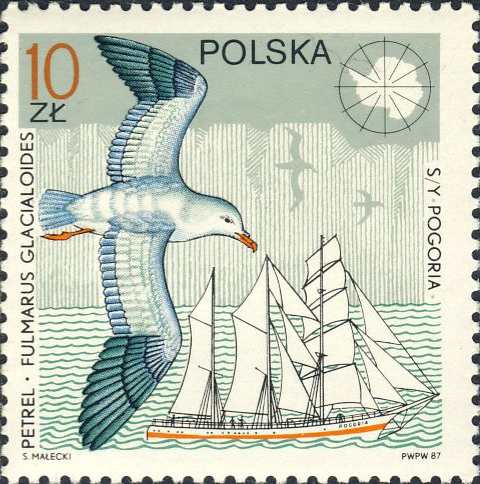 10
ZŁ
POLSKA
PETREL · FULMARUS GLACIALOIDES
S/Y · POGORIA ·
POGORIA
S. MAŁECKI
PWPW 87